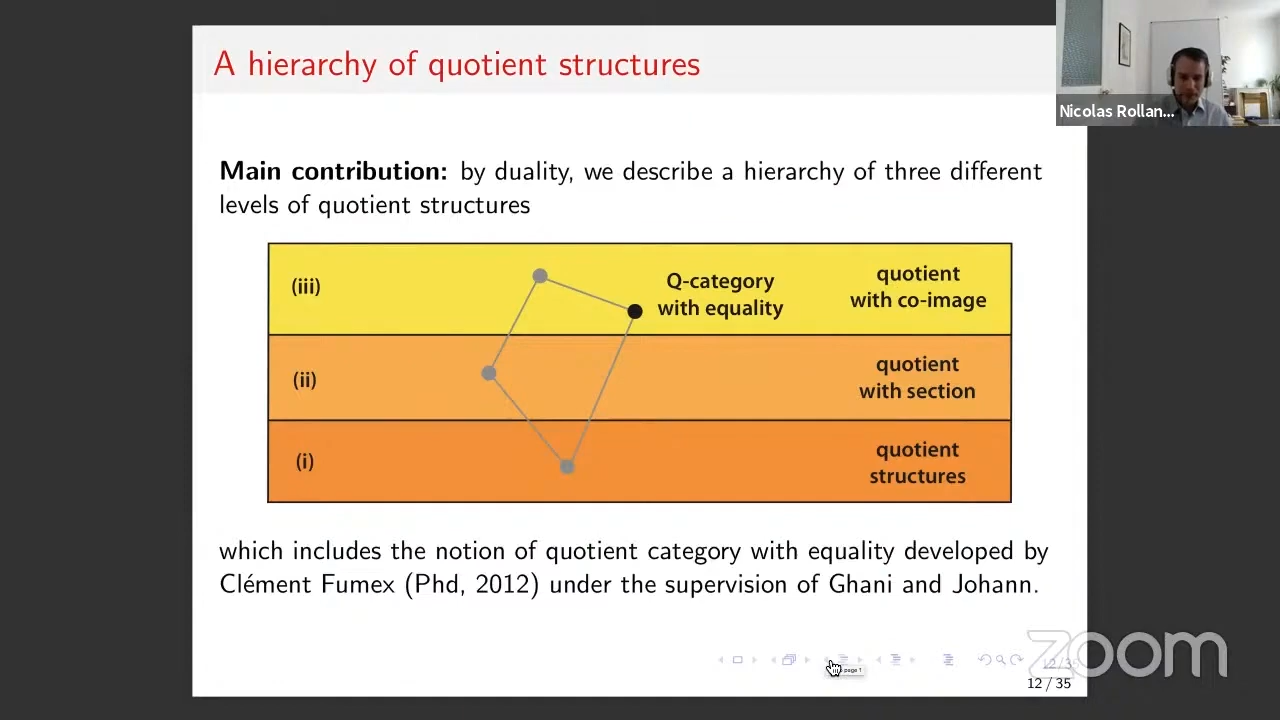 A hierarchy of quotient structures
Nicolas Rollan...
Main contribution: by duality, we describe a hierarchy of three different
levels of quotient structures
(iii)
Q-category
with equality
quotient
with co-image
(ii)
quotient
with section
(i)
quotient
structures
which includes the notion of quotient category with equality developed by
Clément Fumex (Phd, 2012) under the supervision of Ghani and Johann.
zoom
12 / 35